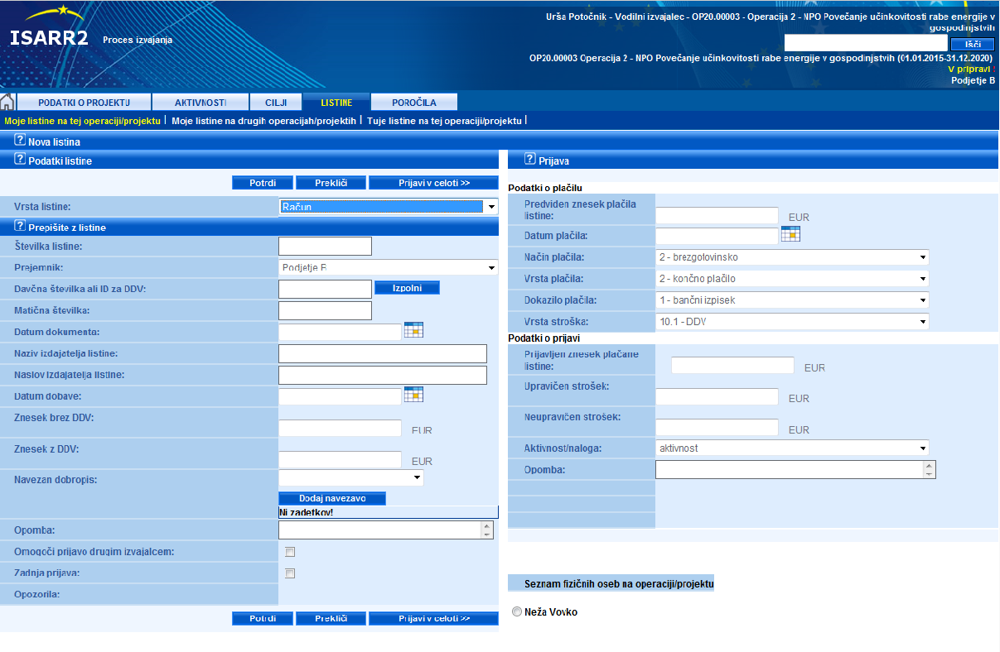 Urša Potočnik - Vodilni izvajalec - OP20.00003 - Operacija 2 - NPO Povečanje učinkovitosti rabe energije v
gospodinjstvih
ISARR2
Proces izvajanja
Išči
OP20.00003 Operacija 2 - NPO Povečanje učinkovitosti rabe energije v gospodinjstvih (01.01.2015-31.12.2020)
V pripravi
Podjetje B
PODATKI O PROJEKTU AKTIVNOSTI CILJI LISTINE POROČILA
Moje listine na tej operaciji/projektu | Moje listine na drugih operacijah/projektih | Tuje listine na tej operaciji/projektu |
? Nova listina
? Podatki listine
Potrdi Prekliči Prijavi v celoti >>
Vrsta listine: Račun
? Prepišite z listine
Številka listine:
Prejemnik: Podjetje B
Davčna številka ali ID za DDV: Izpolni
Matična številka:
Datum dokumenta:
Naziv izdajatelja listine:
Naslov izdajatelja listine:
Datum dobave:
Znesek brez DDV:
EUR
Znesek z DDV:
EUR
Navezan dobropis:
Dodaj navezavo
Ni zadetkov!
Opomba:
Omogoči prijavo drugim izvajalcem:
Zadnja prijava:
Opozorila:
Potrdi Prekliči Prijavi v celoti >>
? Prijava
Podatki o plačilu
Predviden znesek plačila
listine: EUR
Datum plačila:
Način plačila: 2 - brezgotovinsko
Vrsta plačila: 2 - končno plačilo
Dokazilo plačila: 1 - bančni izpisek
Vrsta stroška: 10.1 - DDV
Podatki o prijavi
Prijavljen znesek plačane
listine: EUR
Upravičen strošek:
EUR
Neupravičen strošek:
EUR
Aktivnost/naloga: aktivnost
Opomba:
Seznam fizičnih oseb na operaciji/projektu
Neža Vovko